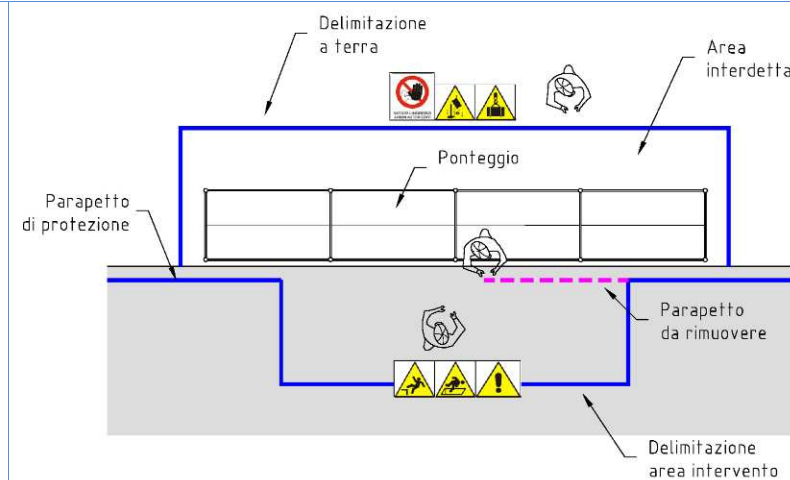 Delimitazione
a terra
Area
interdetta
Ponteggio
Parapetto
di protezione
Parapetto
da rimuovere
Delimitazione
area intervento